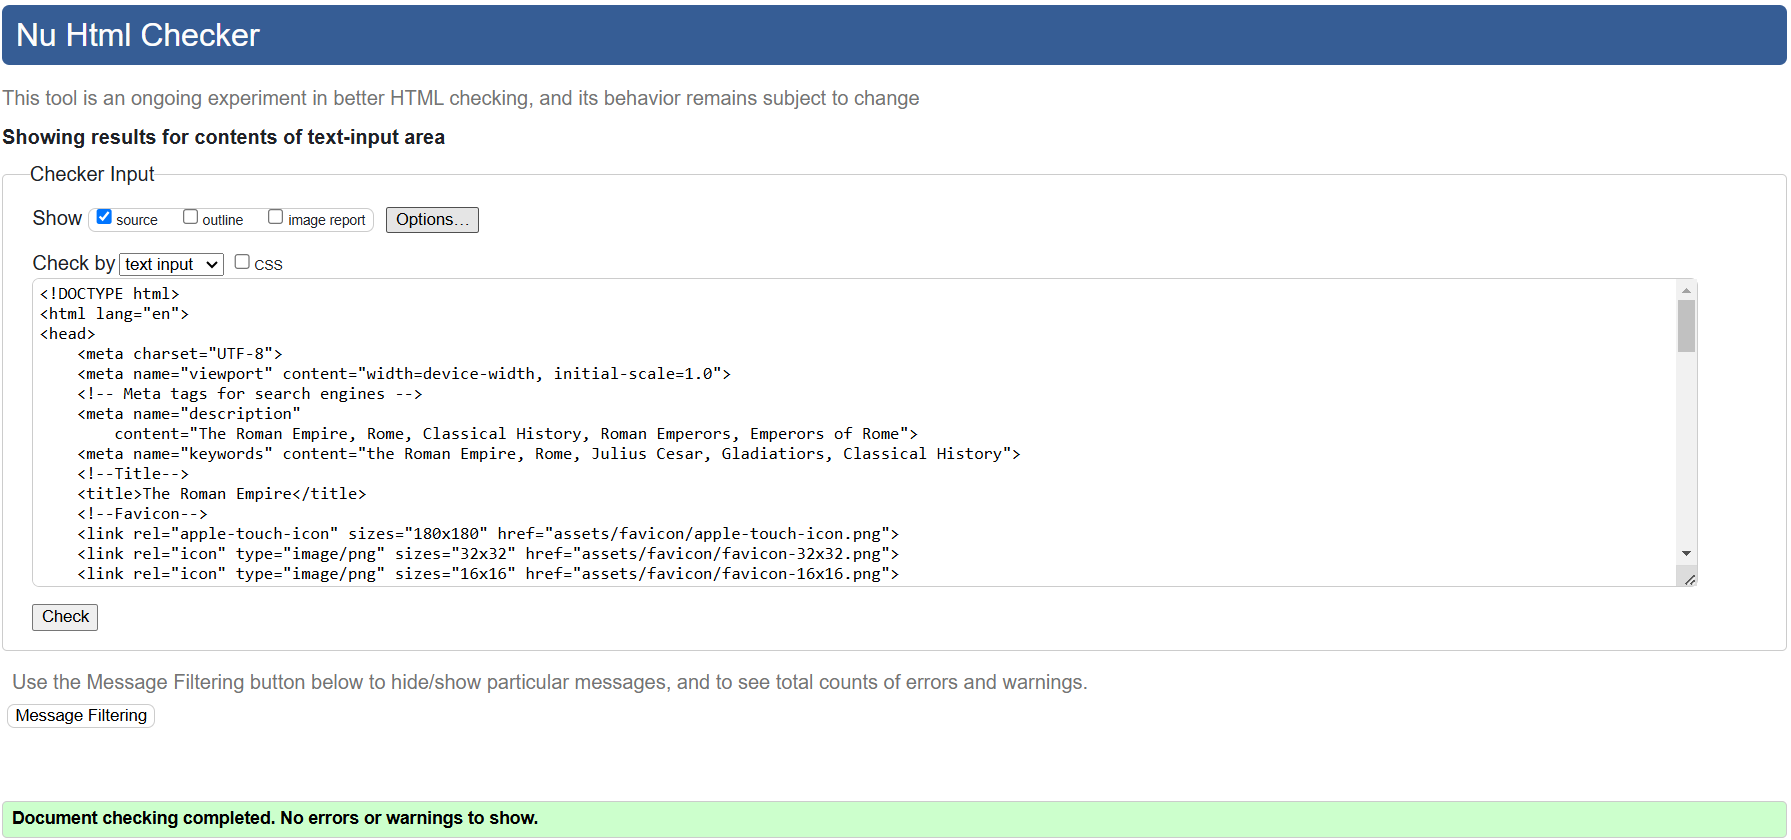 Nu Html Checker
This tool is an ongoing experiment in better HTML checking, and its behavior remains subject to change
Showing results for contents of text-input area
Checker Input
Show source outline image report Options...
Check by text input CSS
<!DOCTYPE html>
<html lang="en">
<head>
    <meta charset="UTF-8">
    <meta name="viewport" content="width=device-width, initial-scale=1.0">
    <!-- Meta tags for search engines -->
    <meta name="description"
        content="The Roman Empire, Rome, Classical History, Roman Emperors, Emperors of Rome">
    <meta name="keywords" content="the Roman Empire, Rome, Julius Cesar, Gladiatiors, Classical History">
    <!--Title-->
    <title>The Roman Empire</title>
    <!--Favicon-->
    <link rel="apple-touch-icon" sizes="180x180" href="assets/favicon/apple-touch-icon.png">
    <link rel="icon" type="image/png" sizes="32x32" href="assets/favicon/favicon-32x32.png">
    <link rel="icon" type="image/png" sizes="16x16" href="assets/favicon/favicon-16x16.png">
Check
Use the Message Filtering button below to hide/show particular messages, and to see total counts of errors and warnings.
Message Filtering
Document checking completed. No errors or warnings to show.